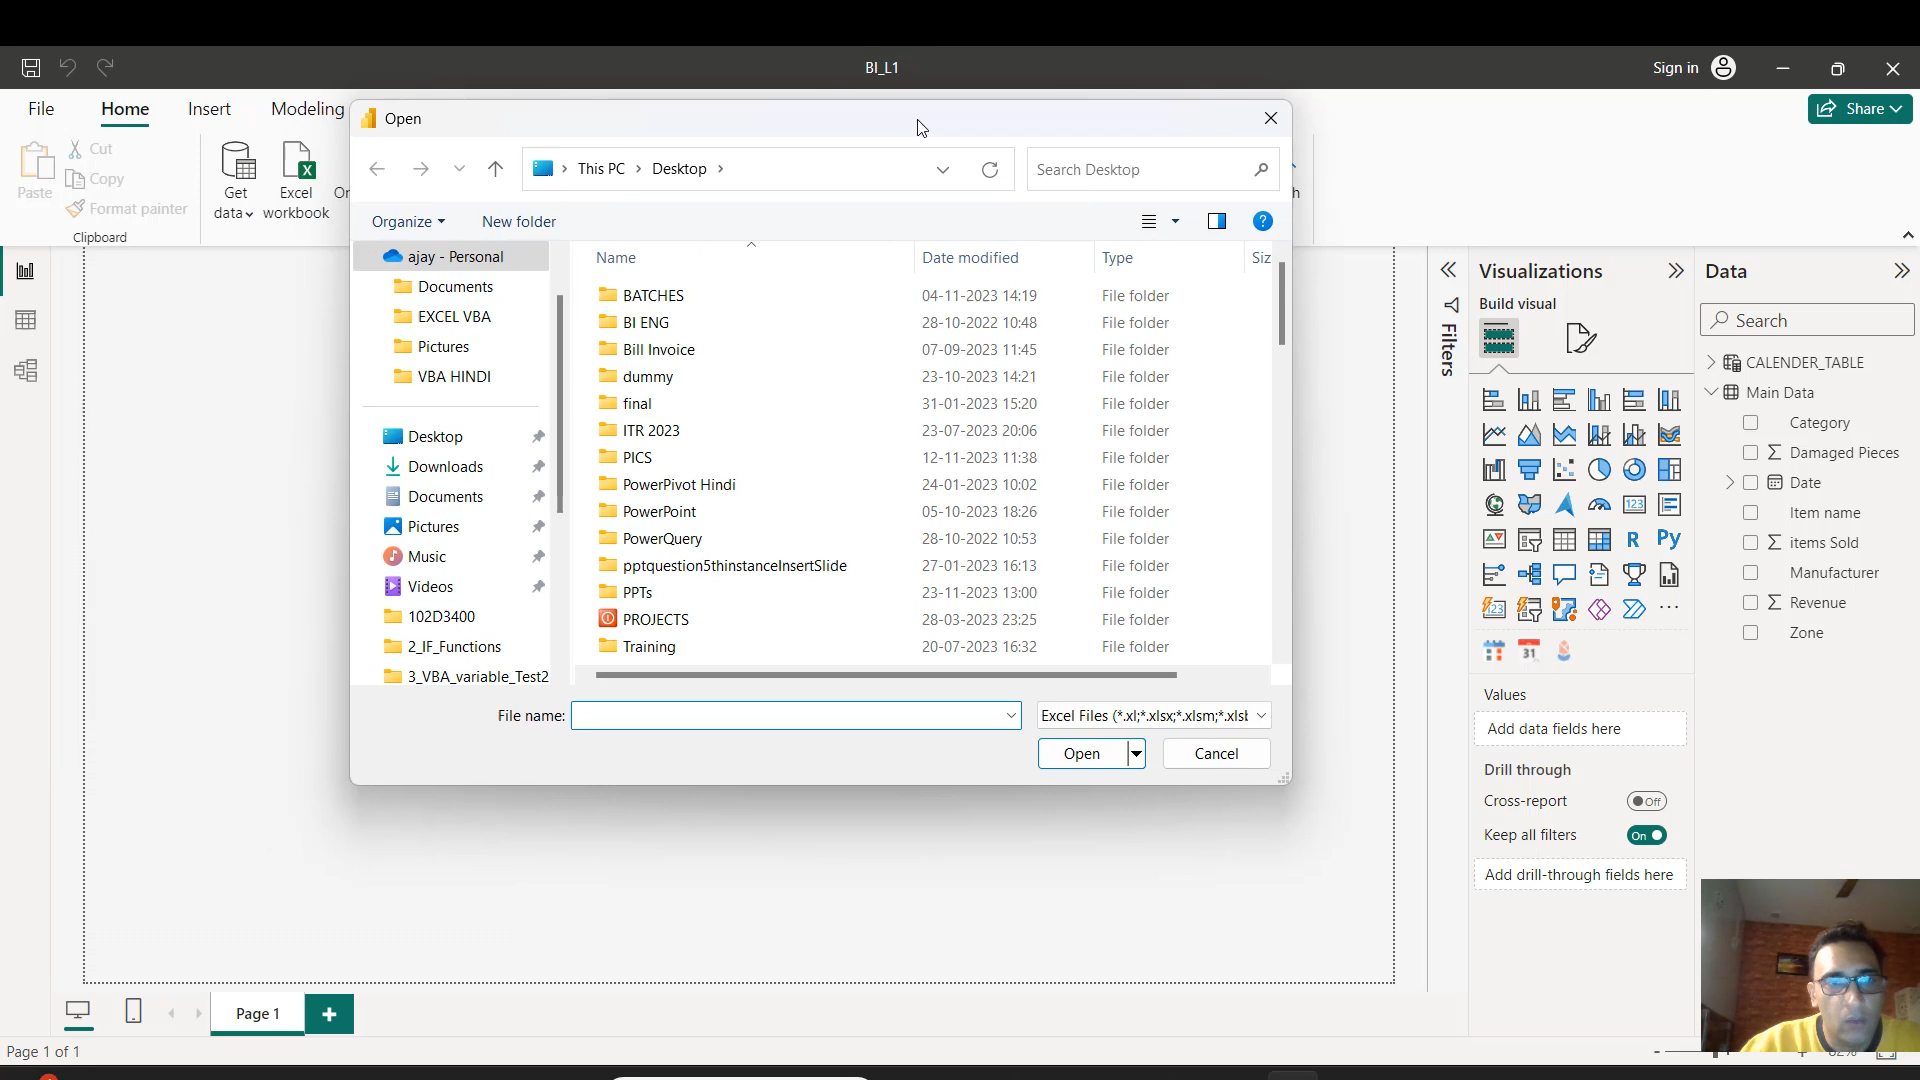 BI_L1
Sign in
File
Home
Insert
Modeling
Share
Paste
Cut
Copy
Format painter
Clipboard
Get
data
Excel
workbook
Open
This PC
Desktop
Search Desktop
Organize
New folder
ajay - Personal
Documents
EXCEL VBA
Pictures
VBA HINDI
Desktop
Downloads
Documents
Pictures
Music
Videos
102D3400
2_IF_Functions
3_VBA_variable_Test2
Name Date modified Type Siz
BATCHES 04-11-2023 14:19 File folder
BI ENG 28-10-2022 10:48 File folder
Bill Invoice 07-09-2023 11:45 File folder
dummy 23-10-2023 14:21 File folder
final 31-01-2023 15:20 File folder
ITR 2023 23-07-2023 20:06 File folder
PICS 12-11-2023 11:38 File folder
PowerPivot Hindi 24-01-2023 10:02 File folder
PowerPoint 05-10-2023 18:26 File folder
PowerQuery 28-10-2022 10:53 File folder
pptquestion5thinstanceInsertSlide 27-01-2023 16:13 File folder
PPTs 23-11-2023 13:00 File folder
PROJECTS 28-03-2023 23:25 File folder
Training 20-07-2023 16:32 File folder
File name:
Excel Files (*.xl;*.xlsx;*.xlsm;*.xlsb
Open
Cancel
Filters
Visualizations
Build visual
123
R
Py
123
31
Values
Add data fields here
Drill through
Cross-report
Off
Keep all filters
On
Add drill-through fields here
Data
Search
CALENDER_TABLE
Main Data
Category
Damaged Pieces
Date
Item name
items Sold
Manufacturer
Revenue
Zone
Page 1
Page 1 of 1